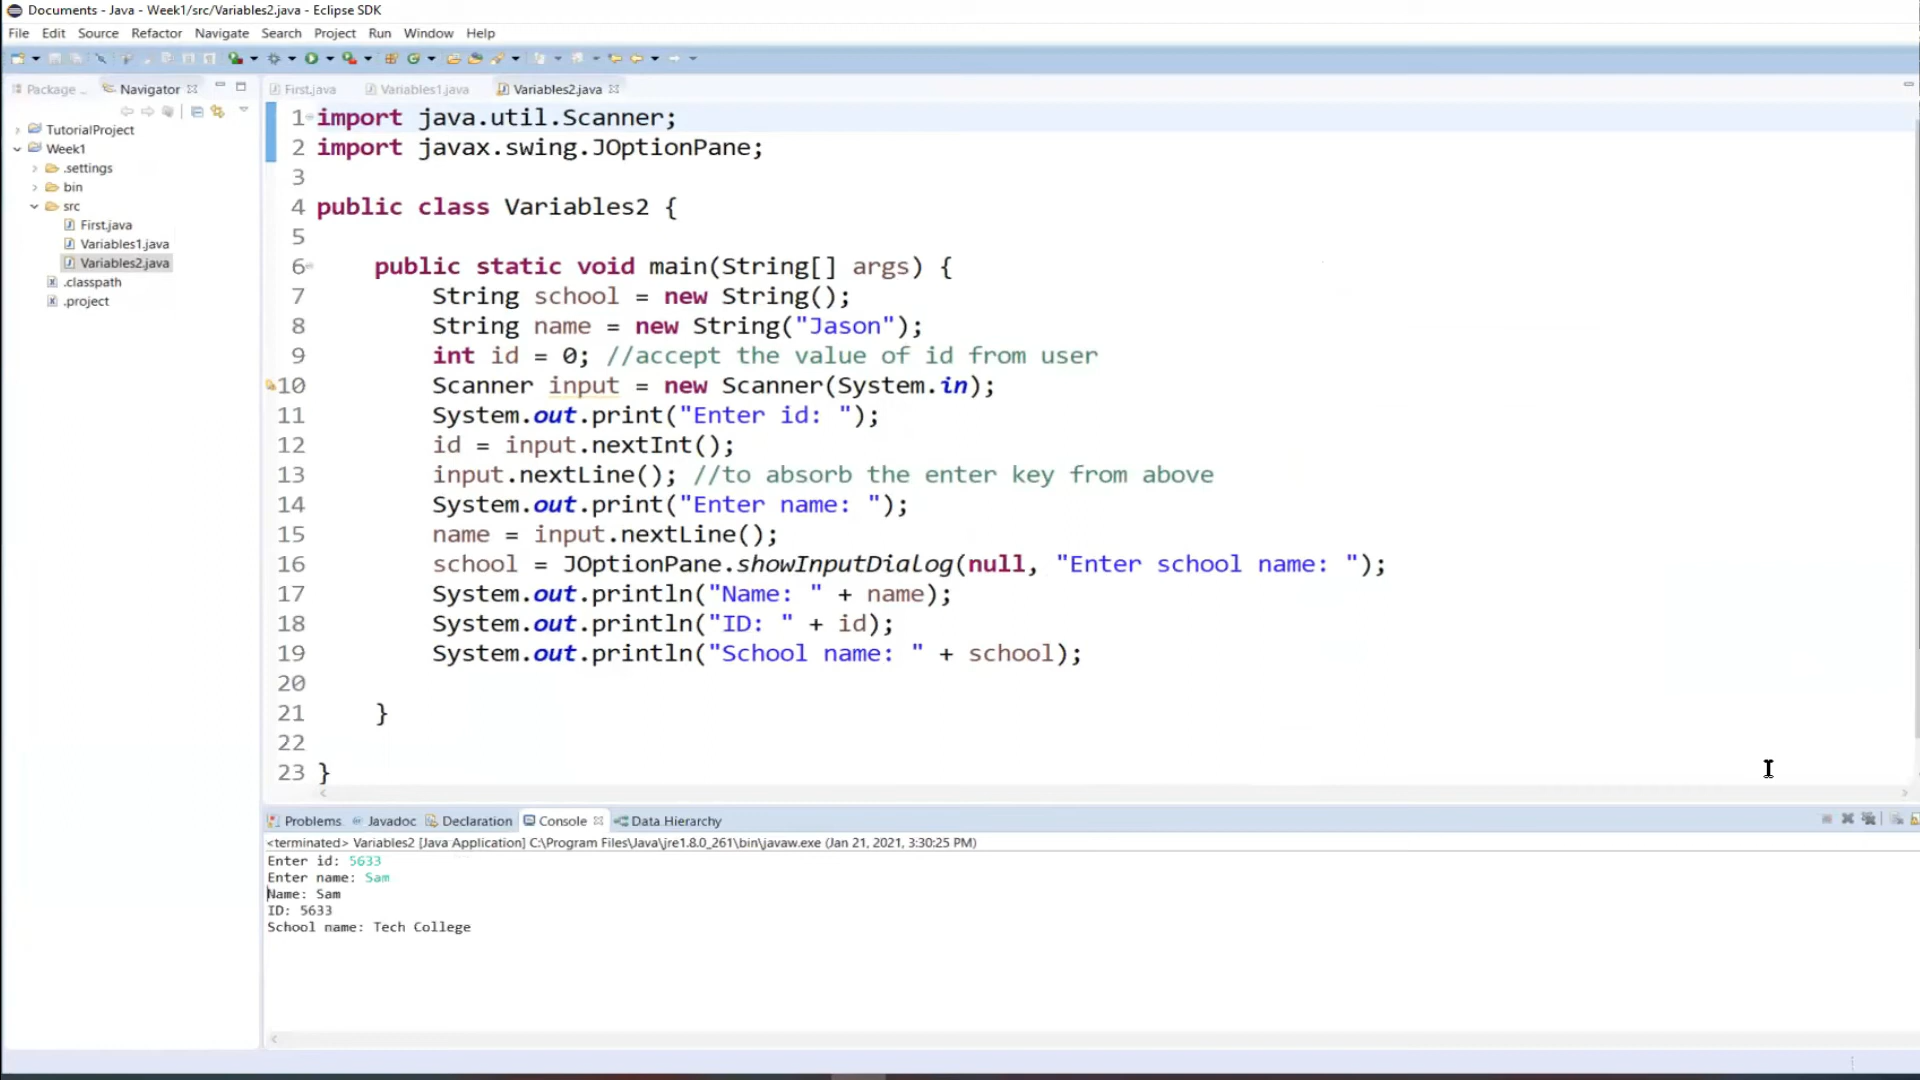 Documents - Java - Week1/src/Variables2.java - Eclipse SDK
File Edit Source Refactor Navigate Search Project Run Window Help
Package ... Navigator
First.java Variables1.java Variables2.java
TutorialProject
Week1
.settings
bin
src
First.java
Variables1.java
Variables2.java
.classpath
.project
1 import java.util.Scanner;
2 import javax.swing.JOptionPane;
3
4 public class Variables2 {
5
6 public static void main(String[] args) {
7 String school = new String();
8 String name = new String("Jason");
9 int id = 0; //accept the value of id from user
10 Scanner input = new Scanner(System.in);
11 System.out.print("Enter id: ");
12 id = input.nextInt();
13 input.nextLine(); //to absorb the enter key from above
14 System.out.print("Enter name: ");
15 name = input.nextLine();
16 school = JOptionPane.showInputDialog(null, "Enter school name: ");
17 System.out.println("Name: " + name);
18 System.out.println("ID: " + id);
19 System.out.println("School name: " + school);
20
21 }
22
23 }
Problems Javadoc Declaration Console Data Hierarchy
<terminated> Variables2 [Java Application] C:\Program Files\Java\jre1.8.0_261\bin\javaw.exe (Jan 21, 2021, 3:30:25 PM)
Enter id: 5633
Enter name: Sam
Name: Sam
ID: 5633
School name: Tech College